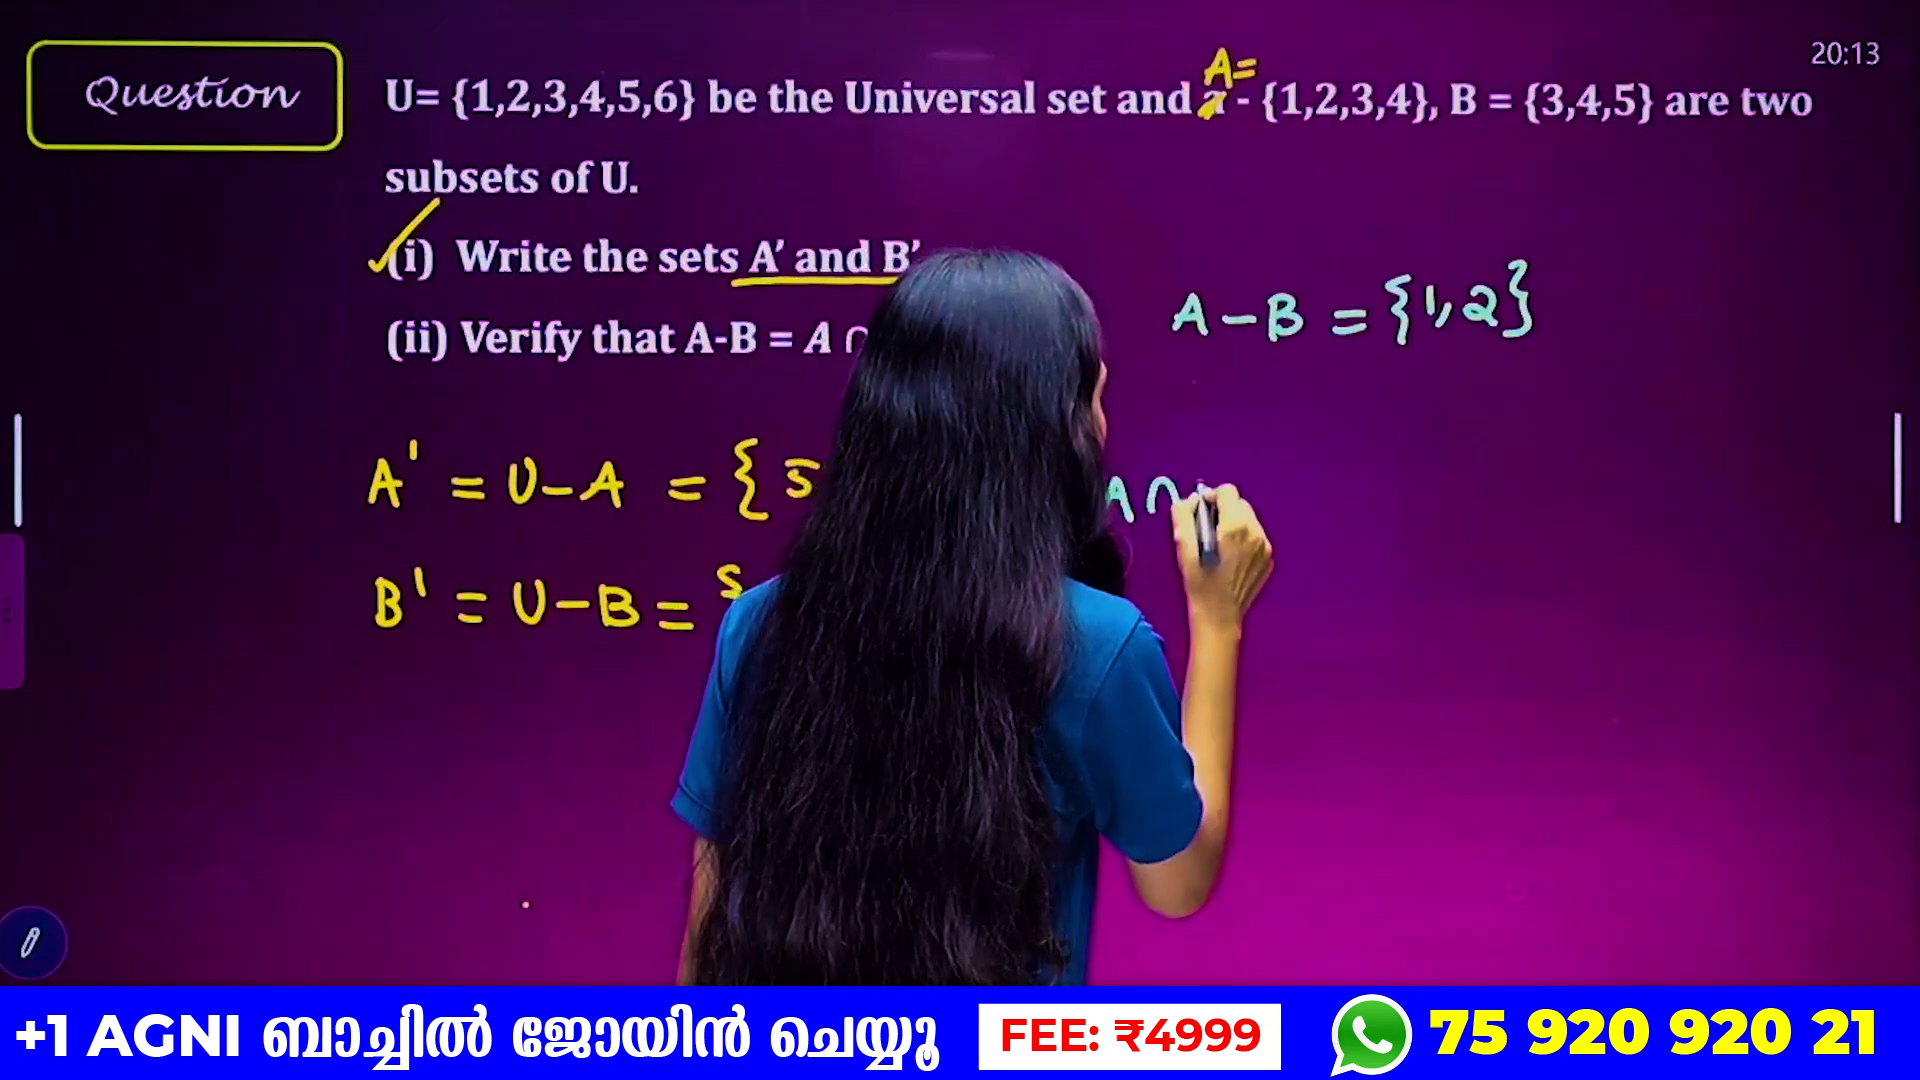 Question
20:13
A=
U= {1,2,3,4,5,6} be the Universal set and - {1,2,3,4}, B = {3,4,5} are two
subsets of U.
(i) Write the sets A' and B'
(ii) Verify that A-B = A ∩
A - B = {1,2}
A' = U - A = { 5
A ∩
B' = U - B =
+1 AGNI ബാച്ചിൽ ജോയിൻ ചെയ്യൂ
FEE: ₹4999
75 920 920 21